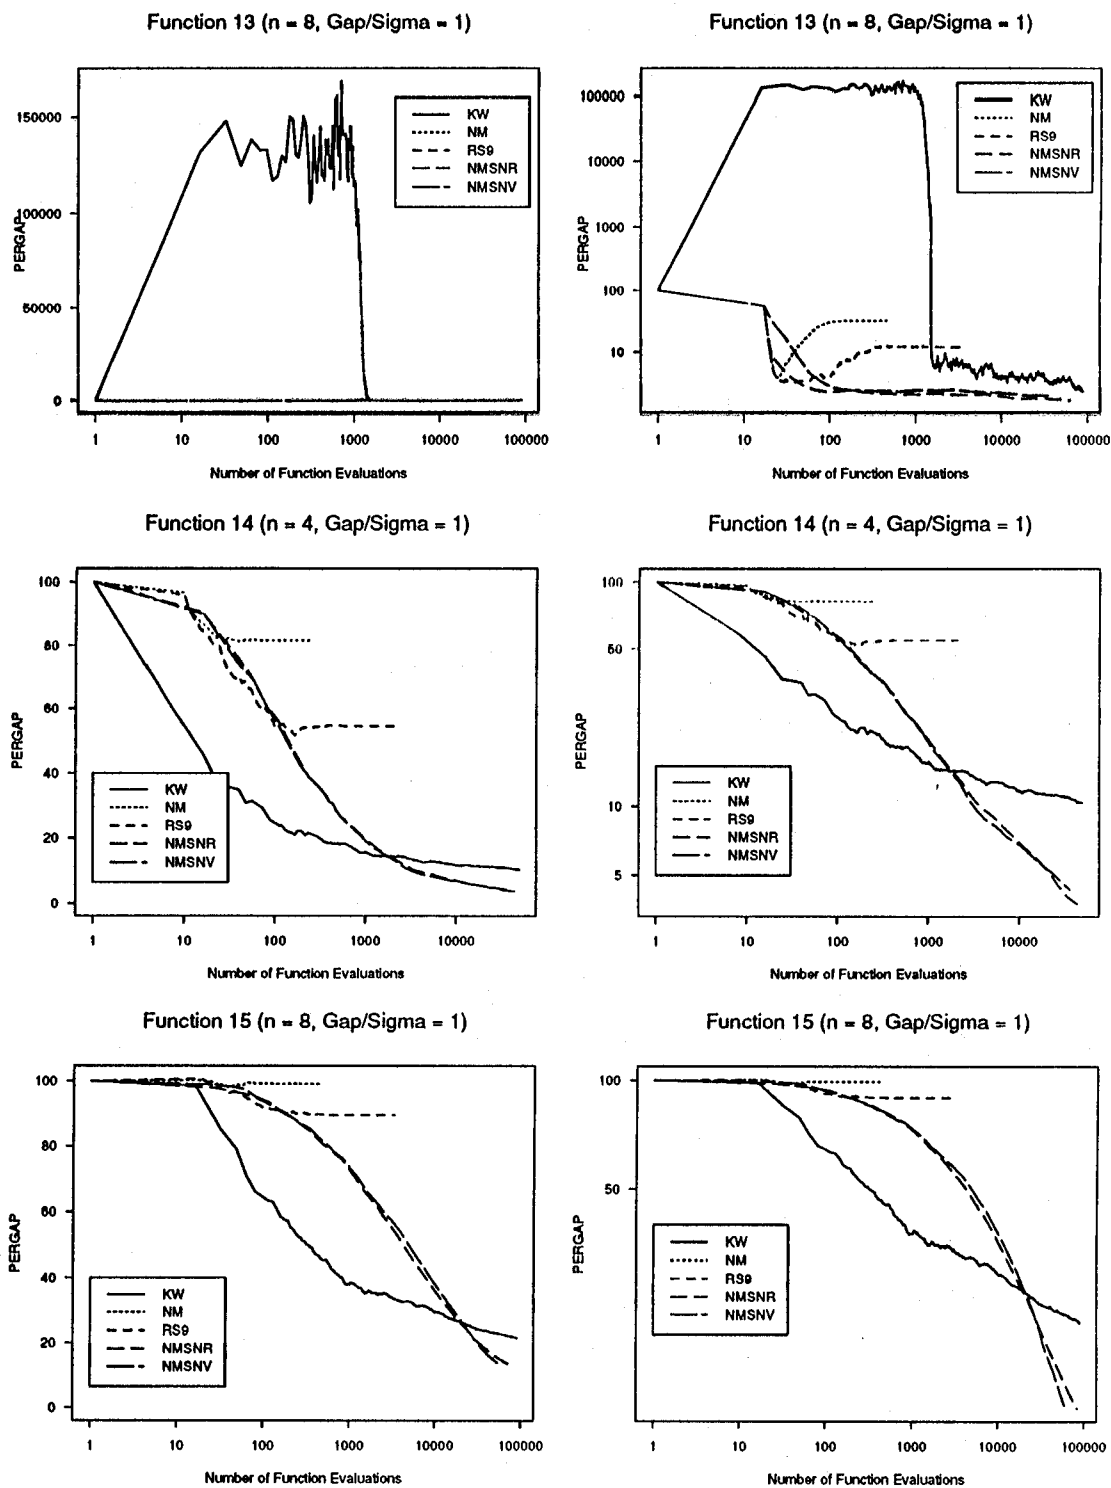 Function 13 (n = 8, Gap/Sigma = 1)
PERGAP
150000
100000
50000
0
KW
NM
RS9
NMSNR
NMSNV
1 10 100 1000 10000 100000
Number of Function Evaluations
Function 13 (n = 8, Gap/Sigma = 1)
PERGAP
100000
10000
1000
100
10
KW
NM
RS9
NMSNR
NMSNV
1 10 100 1000 10000 100000
Number of Function Evaluations
Function 14 (n = 4, Gap/Sigma = 1)
PERGAP
100
80
60
40
20
0
KW
NM
RS9
NMSNR
NMSNV
1 10 100 1000 10000
Number of Function Evaluations
Function 14 (n = 4, Gap/Sigma = 1)
PERGAP
100
50
10
5
KW
NM
RS9
NMSNR
NMSNV
1 10 100 1000 10000
Number of Function Evaluations
Function 15 (n = 8, Gap/Sigma = 1)
PERGAP
100
80
60
40
20
0
KW
NM
RS9
NMSNR
NMSNV
1 10 100 1000 10000 100000
Number of Function Evaluations
Function 15 (n = 8, Gap/Sigma = 1)
PERGAP
100
50
KW
NM
RS9
NMSNR
NMSNV
1 10 100 1000 10000 100000
Number of Function Evaluations